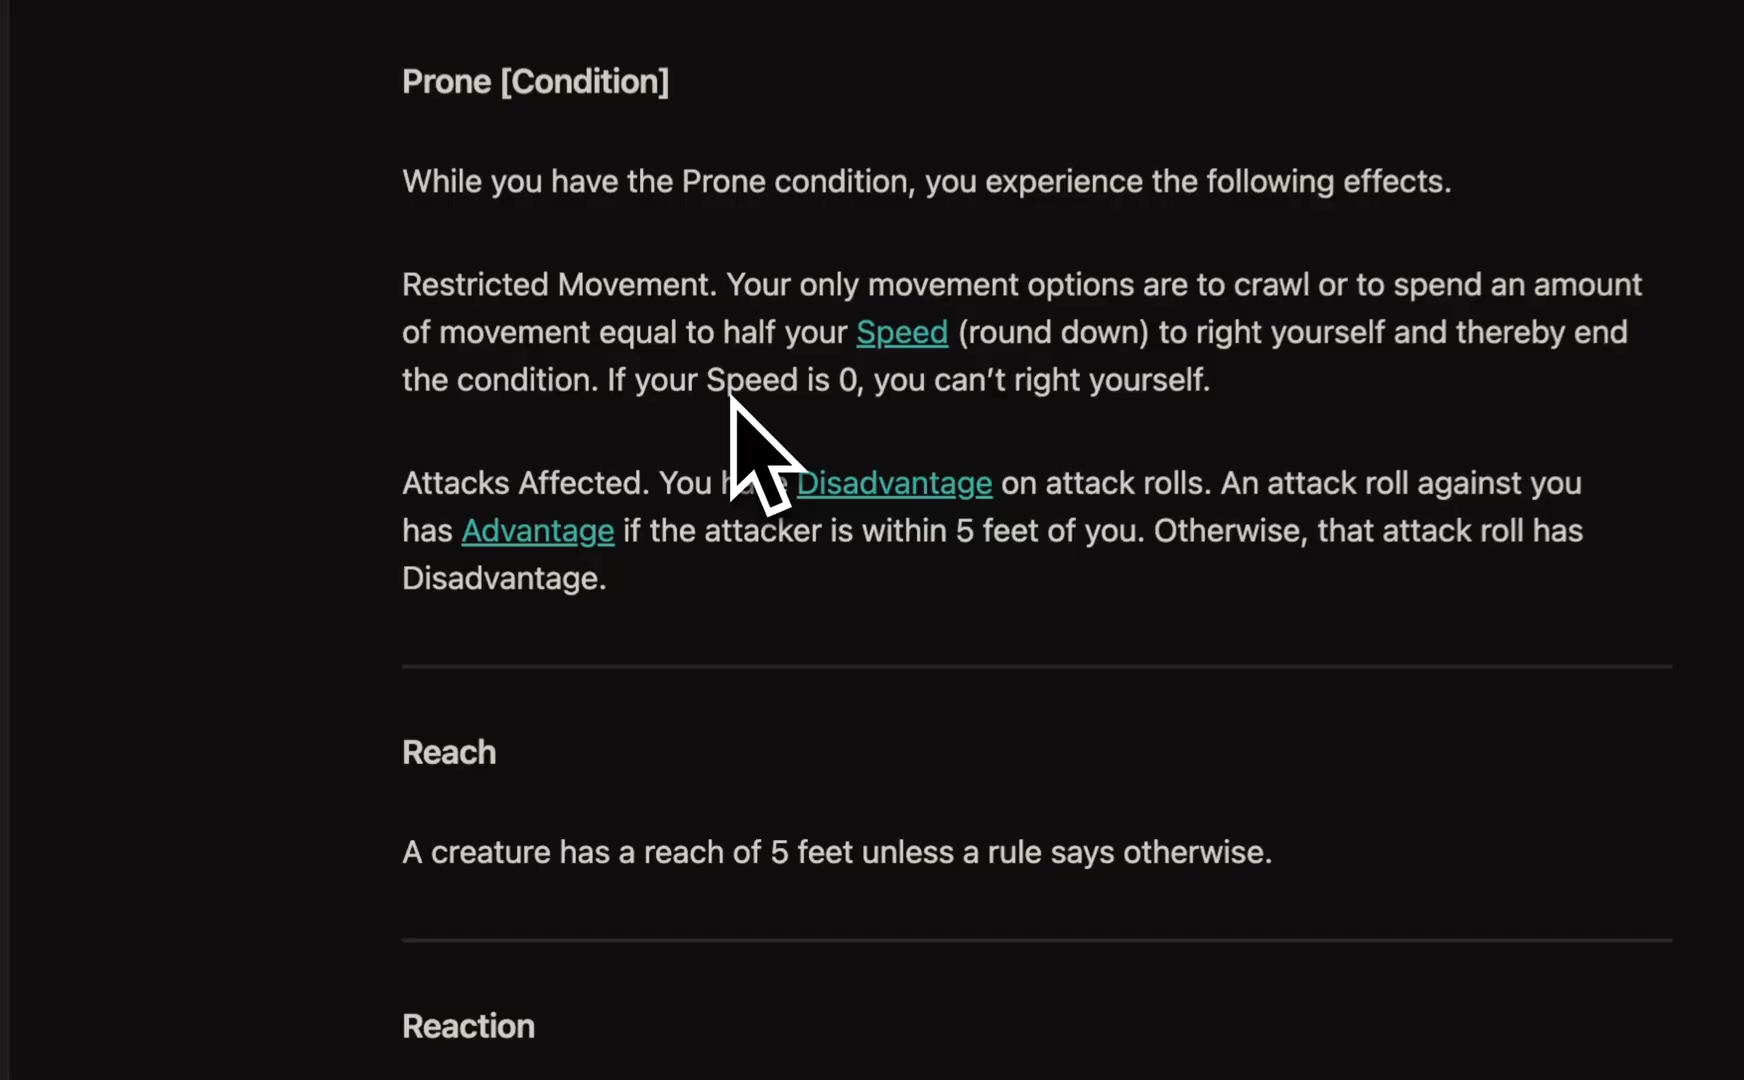 Prone [Condition]
While you have the Prone condition, you experience the following effects.
Restricted Movement. Your only movement options are to crawl or to spend an amount
of movement equal to half your Speed (round down) to right yourself and thereby end
the condition. If your Speed is 0, you can’t right yourself.
Attacks Affected. You Disadvantage on attack rolls. An attack roll against you
has Advantage if the attacker is within 5 feet of you. Otherwise, that attack roll has
Disadvantage.
Reach
A creature has a reach of 5 feet unless a rule says otherwise.
Reaction